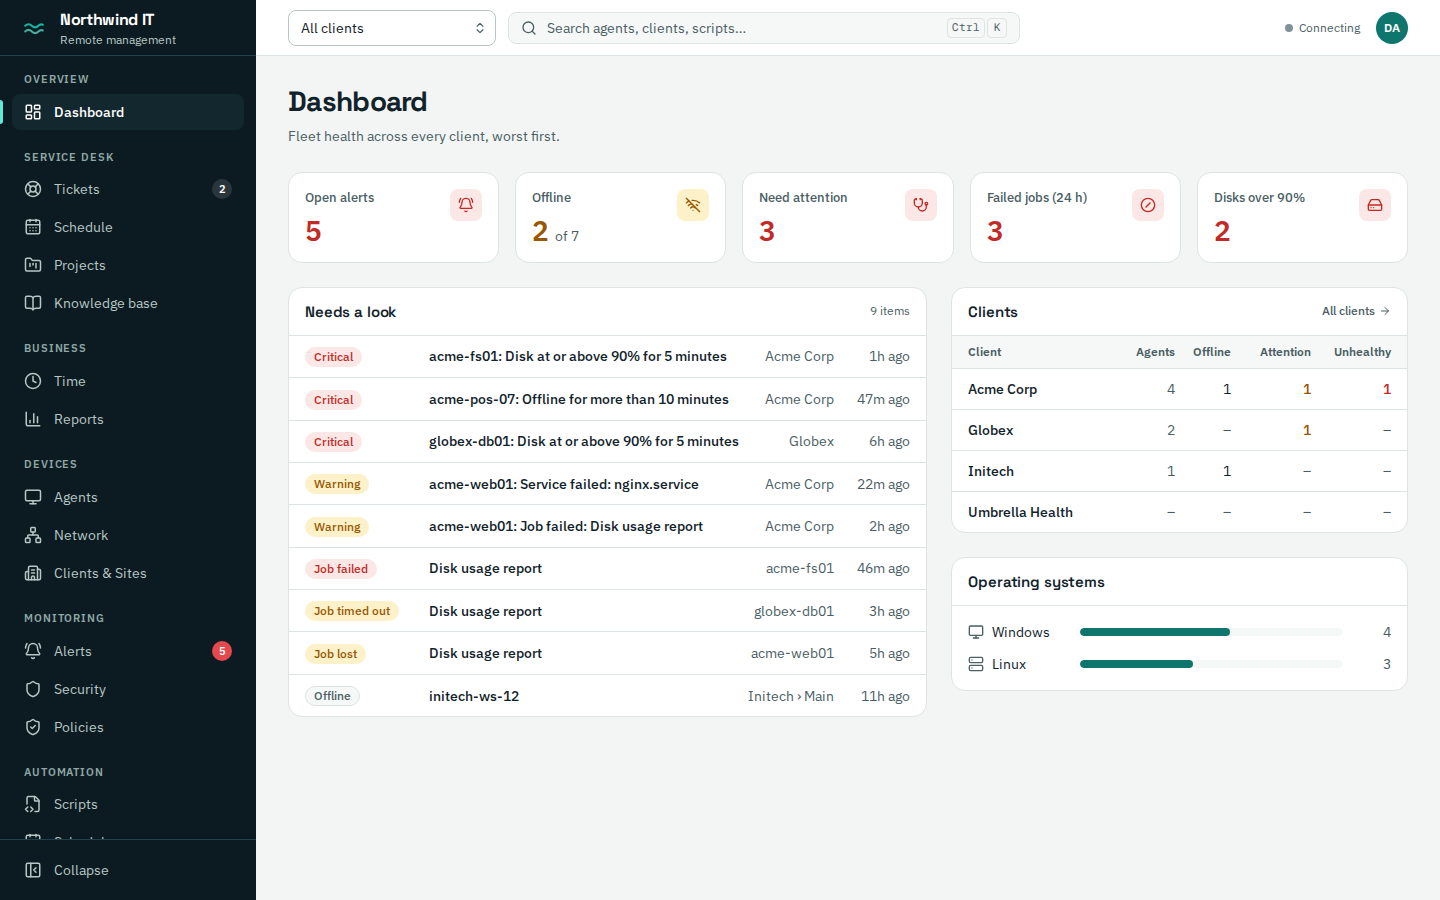 Northwind IT
Remote management
OVERVIEW
Dashboard
SERVICE DESK
Tickets 2
Schedule
Projects
Knowledge base
BUSINESS
Time
Reports
DEVICES
Agents
Network
Clients & Sites
MONITORING
Alerts 5
Security
Policies
AUTOMATION
Scripts
Collapse
All clients
Search agents, clients, scripts... Ctrl K
Connecting DA
Dashboard
Fleet health across every client, worst first.
Open alerts
5
Offline
2 of 7
Need attention
3
Failed jobs (24 h)
3
Disks over 90%
2
Needs a look 9 items
Critical acme-fs01: Disk at or above 90% for 5 minutes Acme Corp 1h ago
Critical acme-pos-07: Offline for more than 10 minutes Acme Corp 47m ago
Critical globex-db01: Disk at or above 90% for 5 minutes Globex 6h ago
Warning acme-web01: Service failed: nginx.service Acme Corp 22m ago
Warning acme-web01: Job failed: Disk usage report Acme Corp 2h ago
Job failed Disk usage report acme-fs01 46m ago
Job timed out Disk usage report globex-db01 3h ago
Job lost Disk usage report acme-web01 5h ago
Offline initech-ws-12 Initech › Main 11h ago
Clients All clients →
Client Agents Offline Attention Unhealthy
Acme Corp 4 1 1 1
Globex 2 – 1 –
Initech 1 1 – –
Umbrella Health – – – –
Operating systems
Windows 4
Linux 3